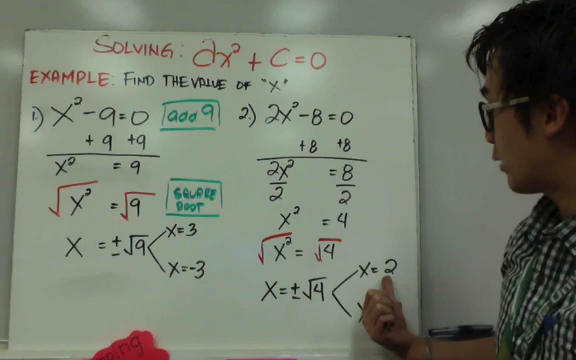 SOLVING: ax² + C = 0
EXAMPLE: FIND THE VALUE OF "X"
1.) X² - 9 = 0
add 9
+ 9 +9
X² = 9
√X² = √9
SQUARE ROOT
X = ±√9
X = 3
X = -3
2.) 2X² - 8 = 0
+8 +8
2X²/2 = 8/2
X² = 4
√X² = √4
X = ±√4
X = 2